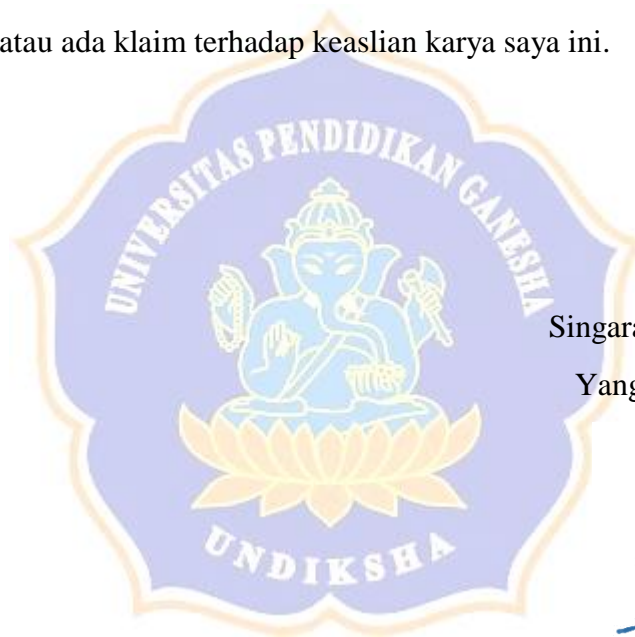 atau ada klaim terhadap keaslian karya saya ini.
UNIVERSITAS PENDIDIKAN GANESHA
Singara
Yang
UNDIKSHA